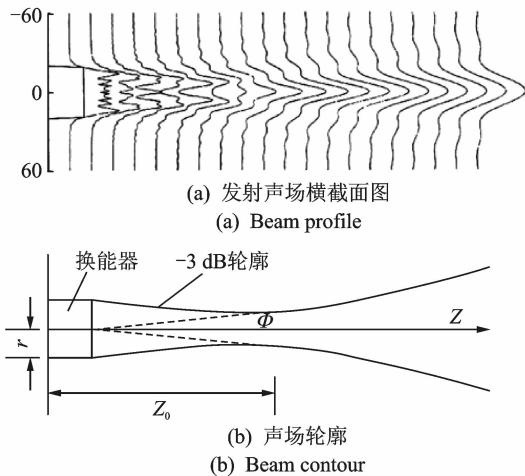 -60
0
60
(a) 发射声场横截面图
(a) Beam profile
换能器
-3 dB轮廓
Φ
Z
r
Z₀
(b) 声场轮廓
(b) Beam contour